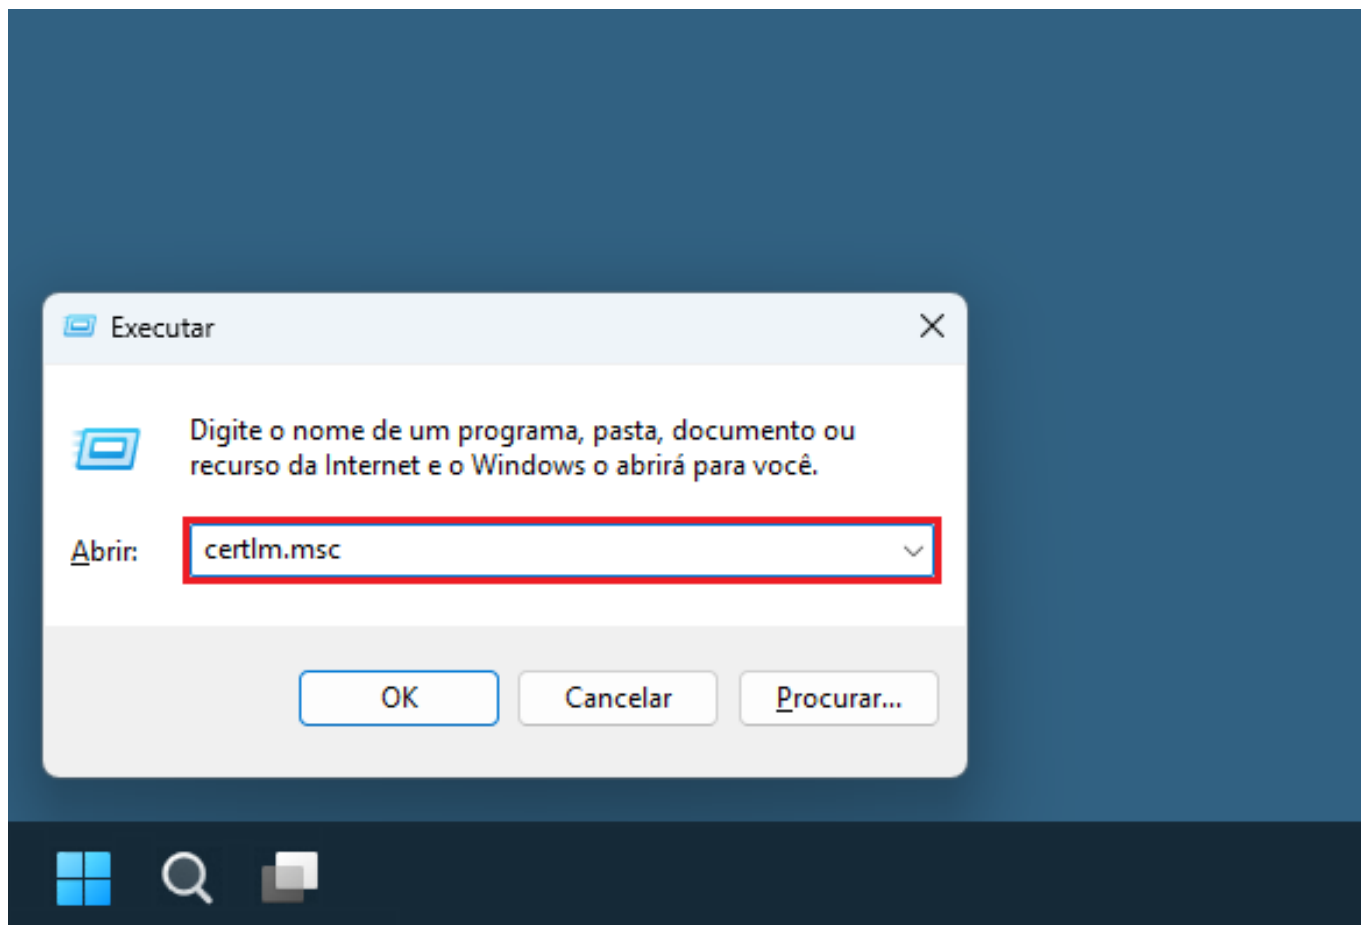 Executar
Digite o nome de um programa, pasta, documento ou
recurso da Internet e o Windows o abrirá para você.
Abrir: certlm.msc
OK Cancelar Procurar...